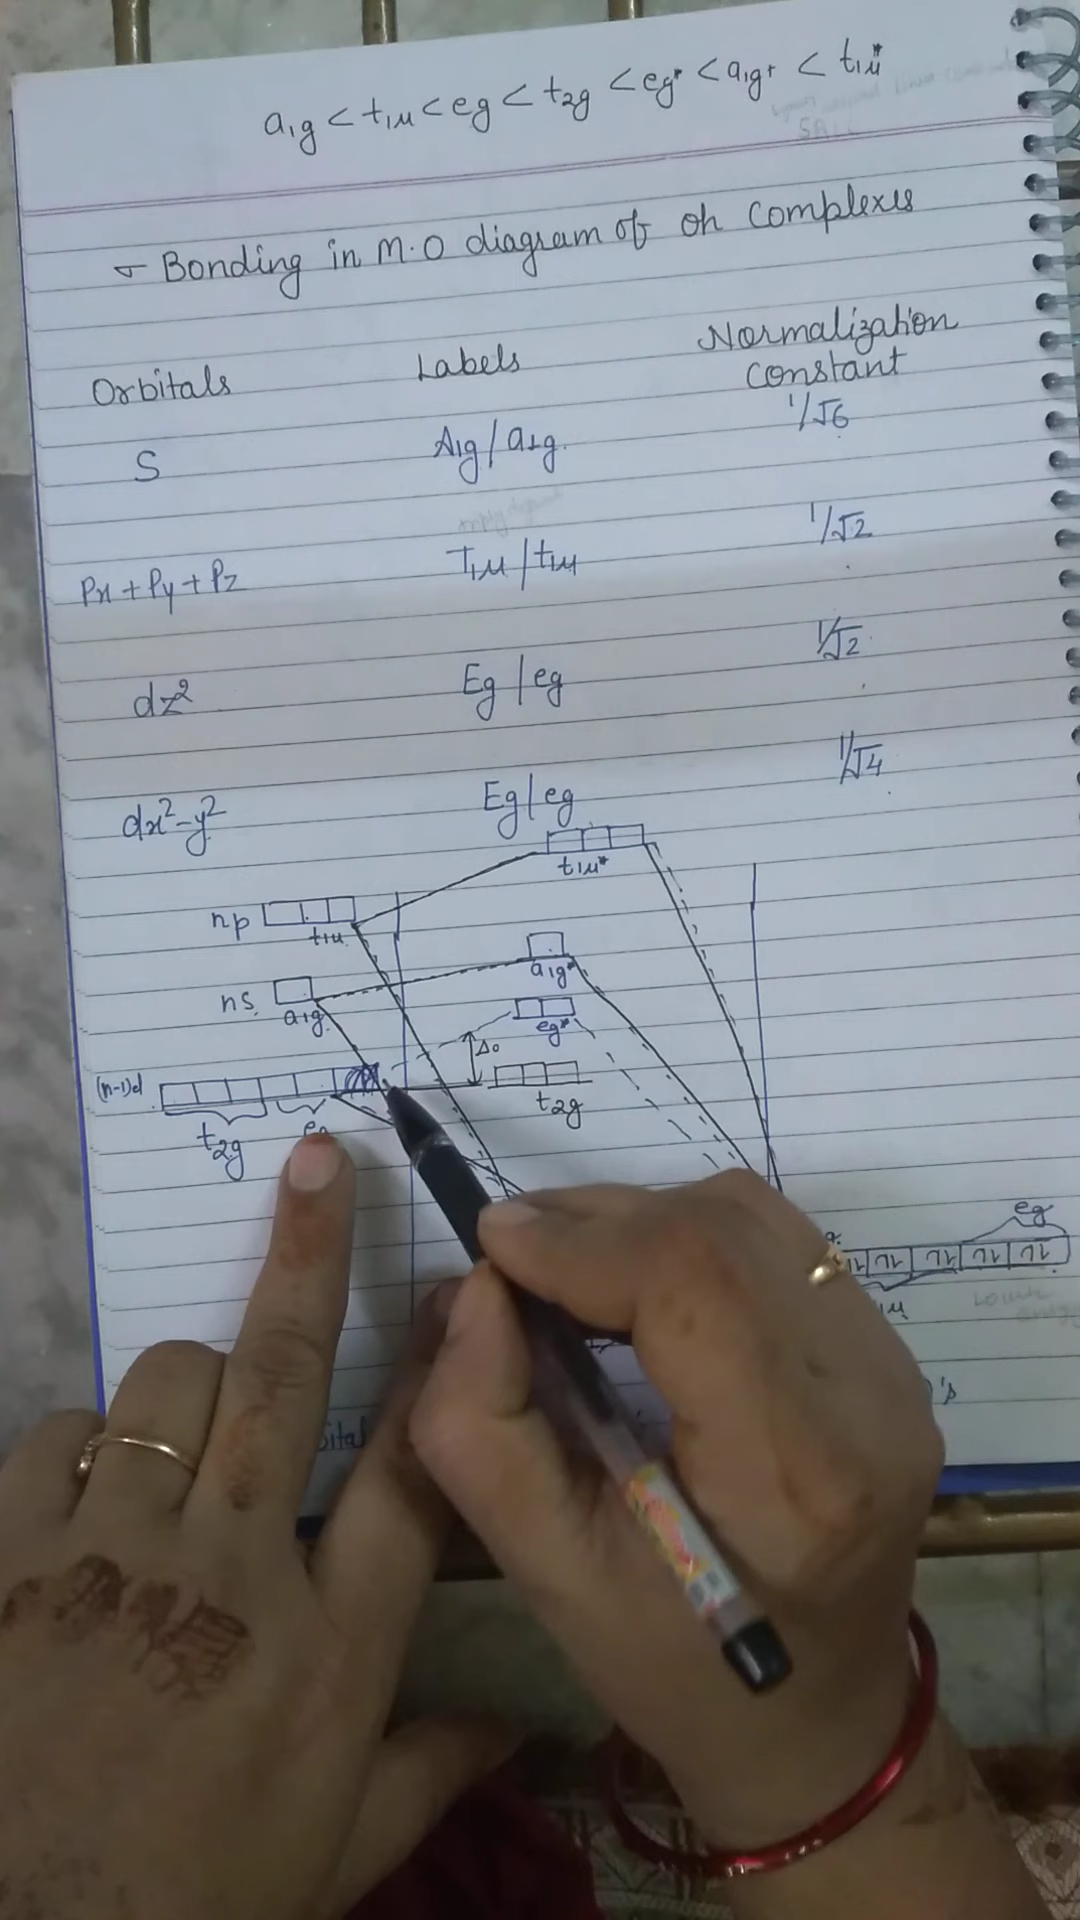 a1g < t1u < eg < t2g < eg* < a1g* < t1u*
σ Bonding in M.O diagram of oh complexes
Orbitals Labels Normalization constant
S A1g/a1g 1/√6
Px + Py + Pz T1u/t1u 1/√2
dz² Eg/eg 1/√2
dx²-y² Eg/eg 1/√4
t1u*
np t1u
a1g*
ns a1g
eg*
Δo
(n-1)d
t2g
t2g
eg